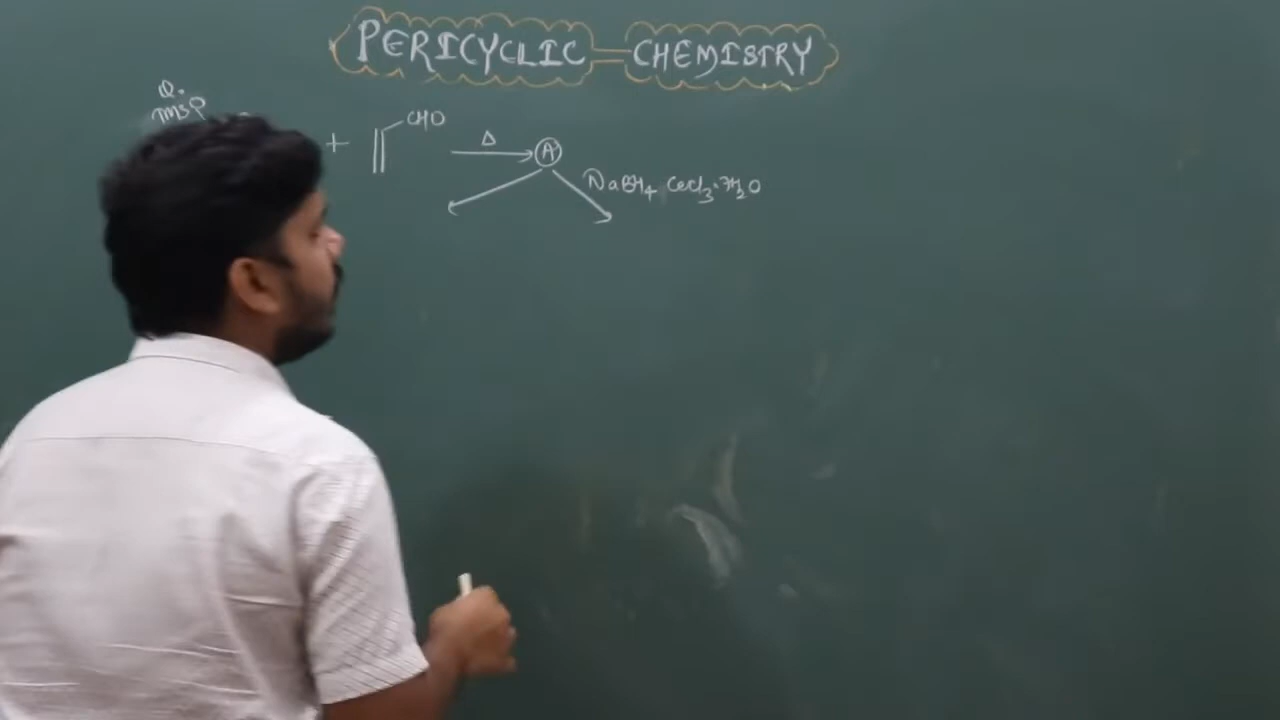 PERICYCLIC = CHEMISTRY
Q.
TMSO
+ CHO Δ A
NaBH4 CeCl3·7H2O